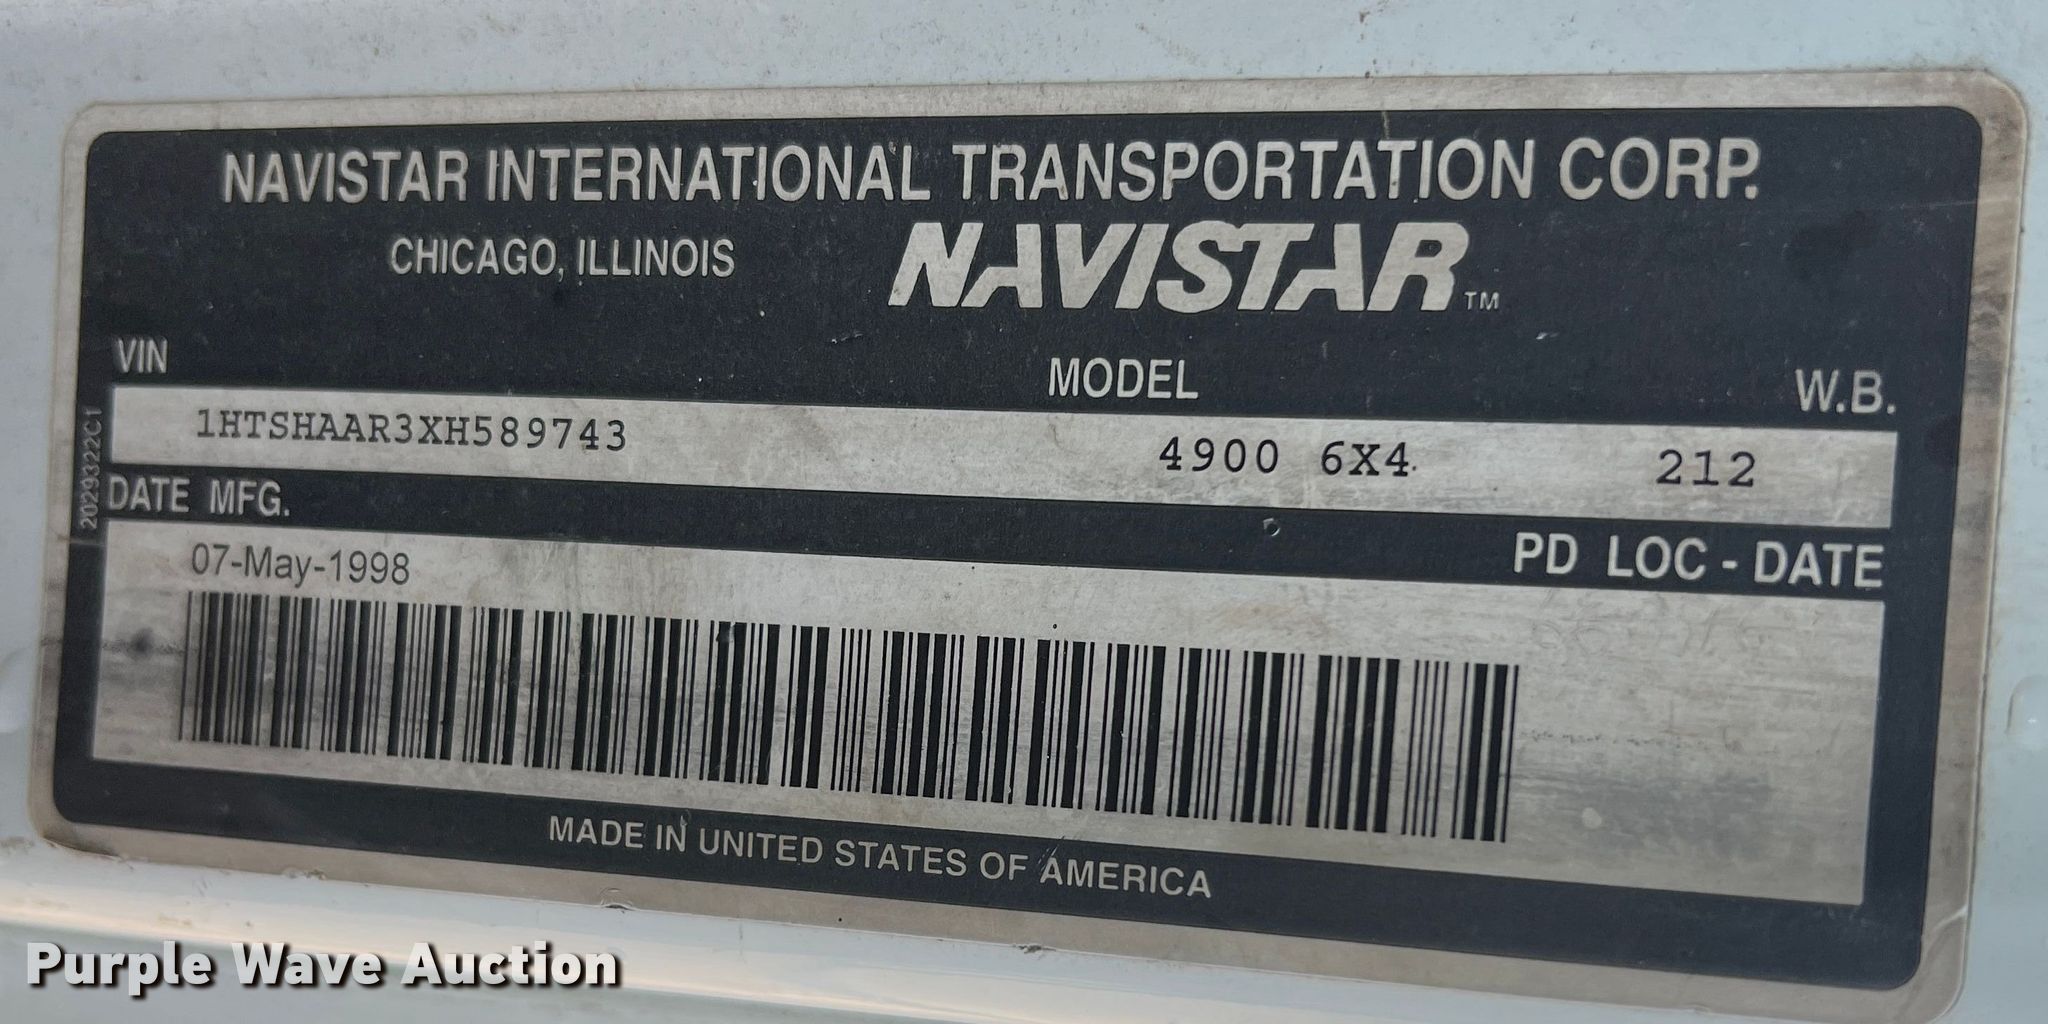 NAVISTAR INTERNATIONAL TRANSPORTATION CORP.
CHICAGO, ILLINOIS NAVISTAR TM
VIN MODEL W.B.
1HTSHAAR3XH589743 4900 6X4 212
2029322C1
DATE MFG. PD LOC - DATE
07-May-1998
MADE IN UNITED STATES OF AMERICA
Purple Wave Auction